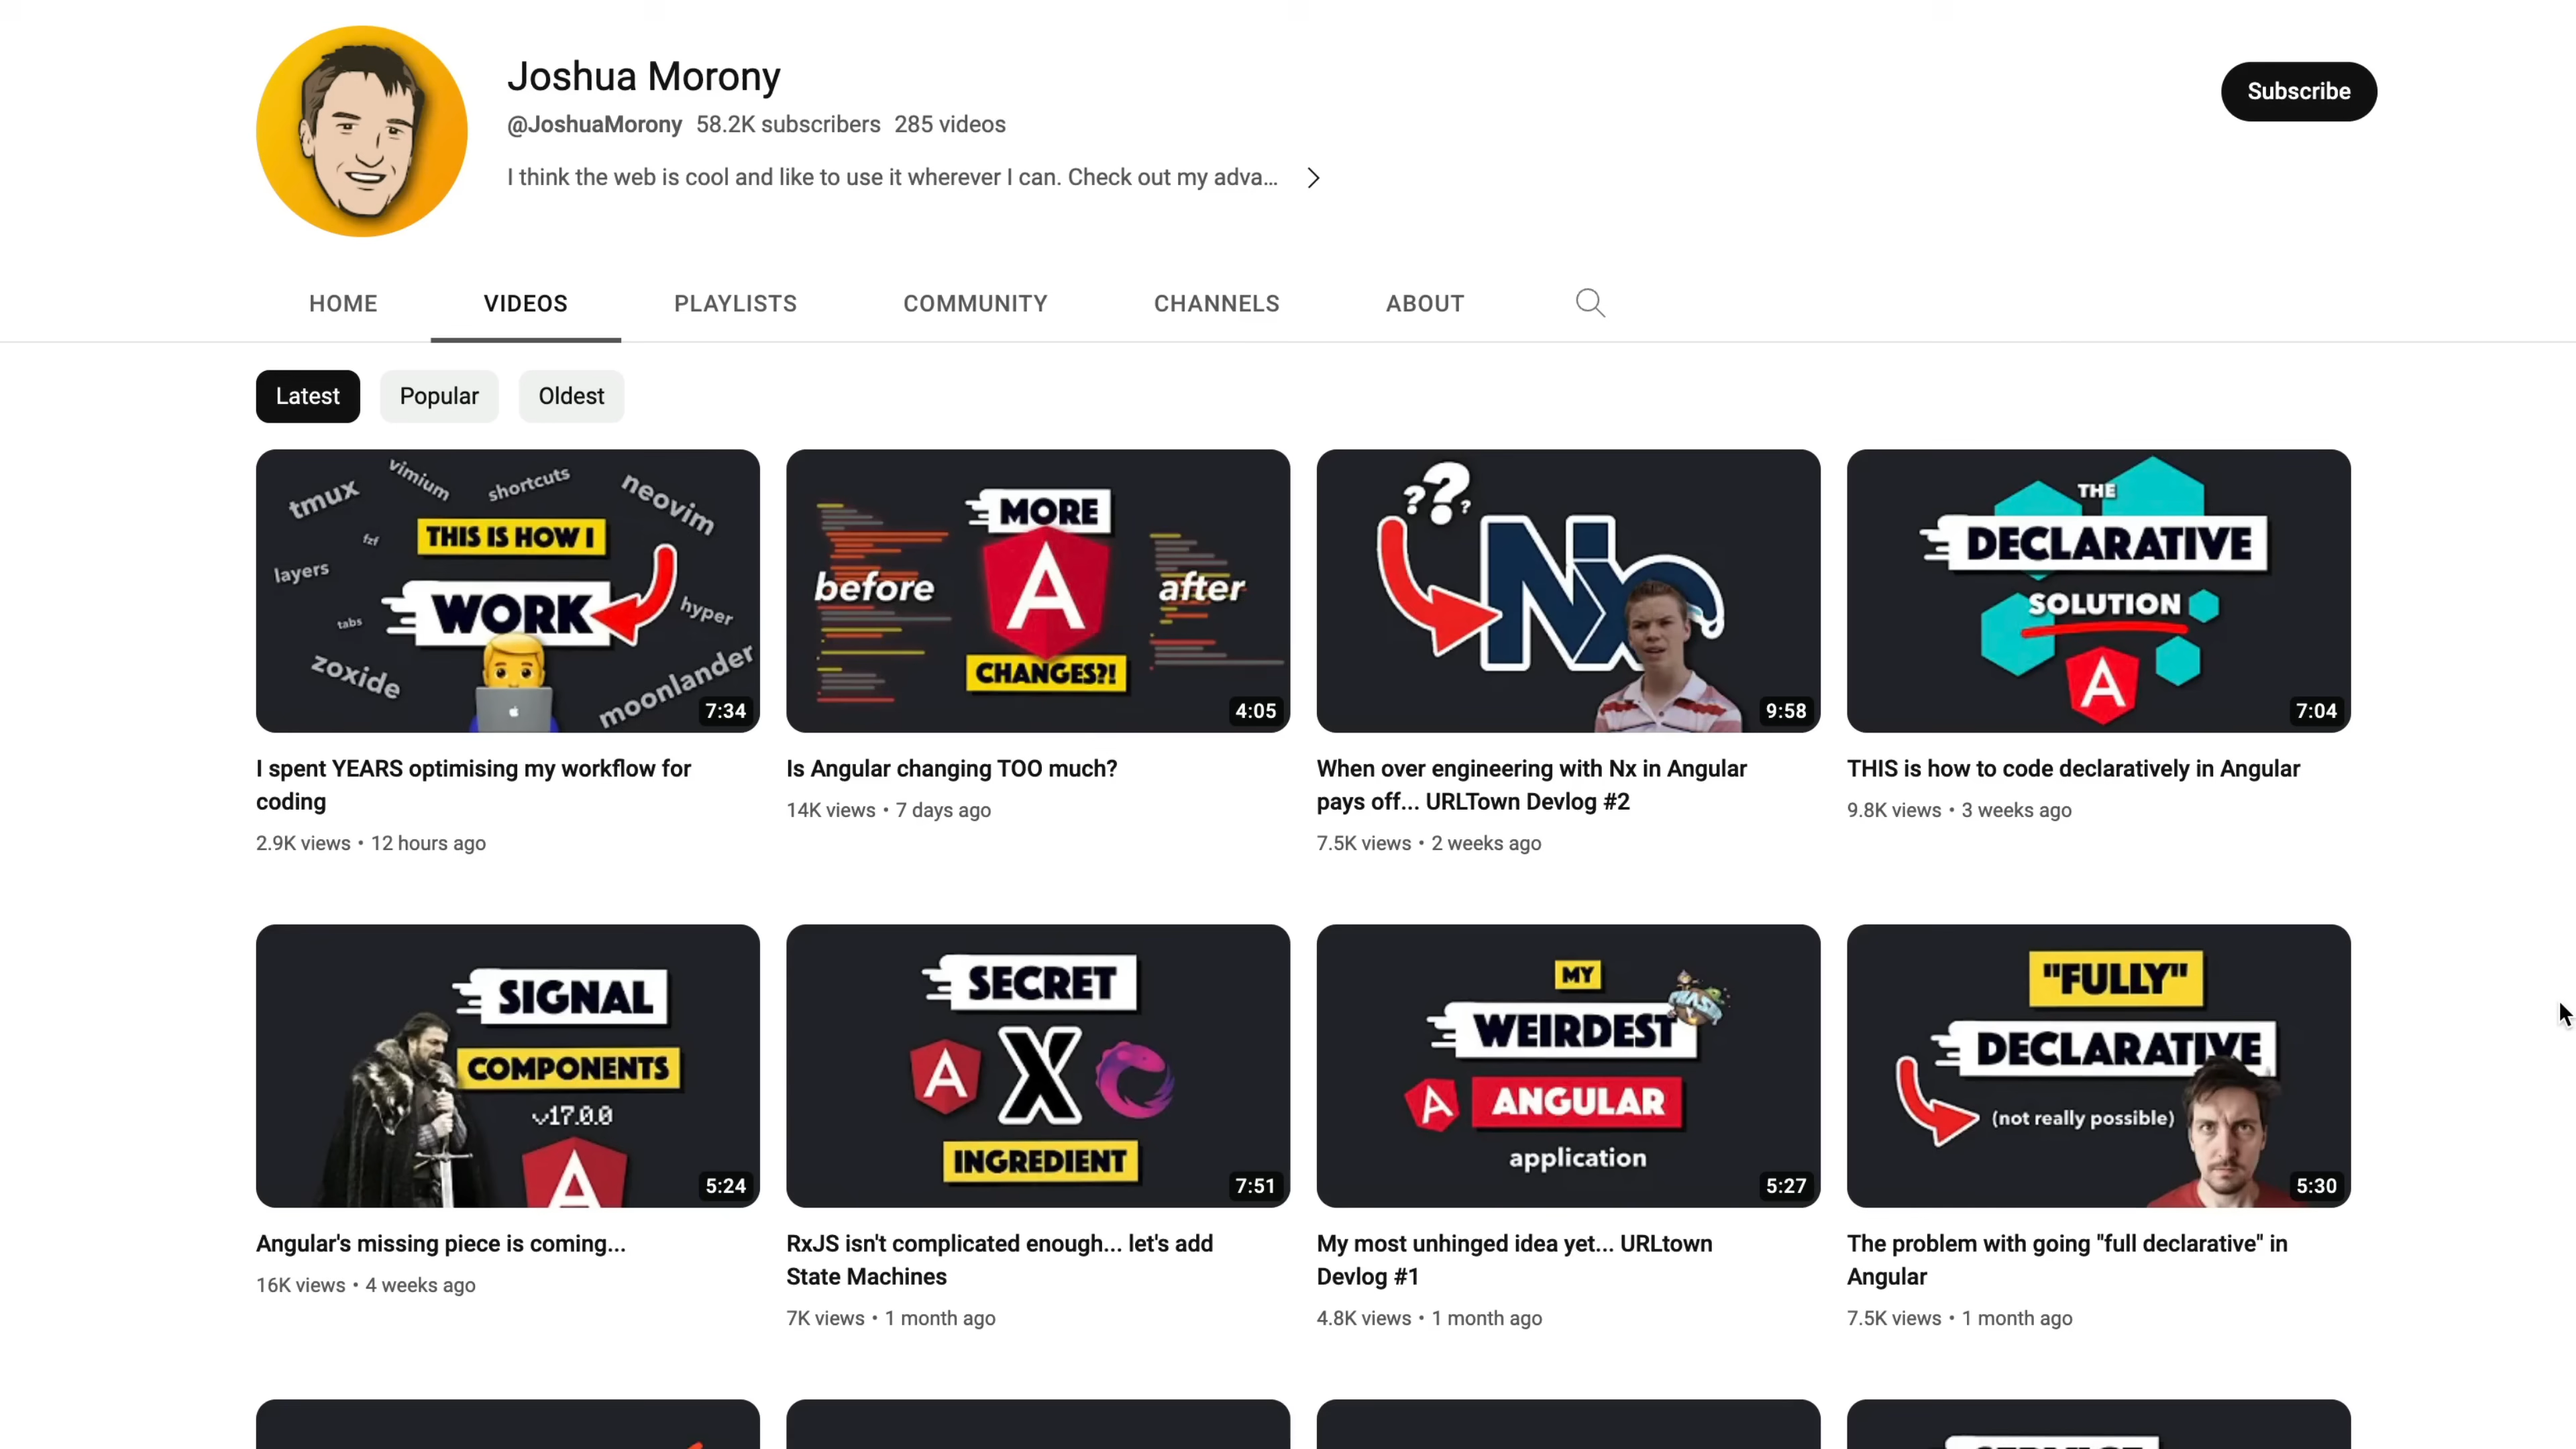 Joshua Morony
Subscribe
@JoshuaMorony 58.2K subscribers 285 videos
I think the web is cool and like to use it wherever I can. Check out my adva...
HOME VIDEOS PLAYLISTS COMMUNITY CHANNELS ABOUT
Latest Popular Oldest
tmux
vimium
shortcuts
neovim
fzf
THIS IS HOW I
layers
WORK
hyper
tabs
zoxide
moonlander
7:34
MORE
before
after
CHANGES?!
4:05
???
Nx
9:58
THE
DECLARATIVE
SOLUTION
7:04
I spent YEARS optimising my workflow for
coding
2.9K views • 12 hours ago
Is Angular changing TOO much?
14K views • 7 days ago
When over engineering with Nx in Angular
pays off... URLTown Devlog #2
7.5K views • 2 weeks ago
THIS is how to code declaratively in Angular
9.8K views • 3 weeks ago
SIGNAL
COMPONENTS
v17.0.0
5:24
SECRET
X
INGREDIENT
7:51
MY
WEIRDEST
ANGULAR
application
5:27
"FULLY"
DECLARATIVE
(not really possible)
5:30
Angular's missing piece is coming...
16K views • 4 weeks ago
RxJS isn't complicated enough... let's add
State Machines
7K views • 1 month ago
My most unhinged idea yet... URLtown
Devlog #1
4.8K views • 1 month ago
The problem with going "full declarative" in
Angular
7.5K views • 1 month ago